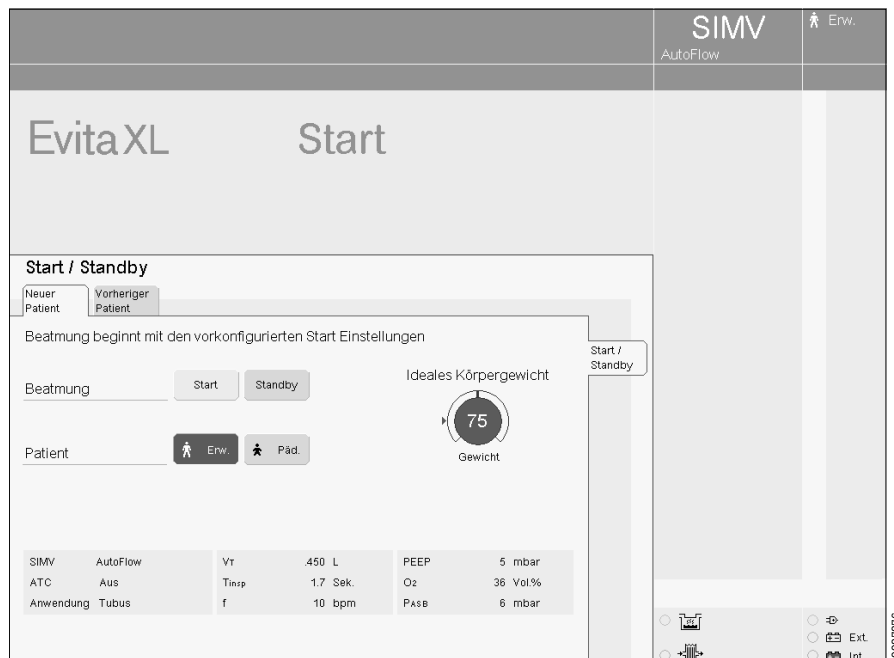 SIMV
AutoFlow
Erw.
Evita XL Start
Start / Standby
Neuer Patient
Vorheriger Patient
Beatmung beginnt mit den vorkonfigurierten Start Einstellungen
Start / Standby
Ideales Körpergewicht
Beatmung Start Standby
75
Gewicht
Patient Erw. Päd.
SIMV AutoFlow VT .450 L PEEP 5 mbar
ATC Aus Tinsp 1.7 Sek. O2 36 Vol.%
Anwendung Tubus f 10 bpm PASB 6 mbar
Ext.
Int.